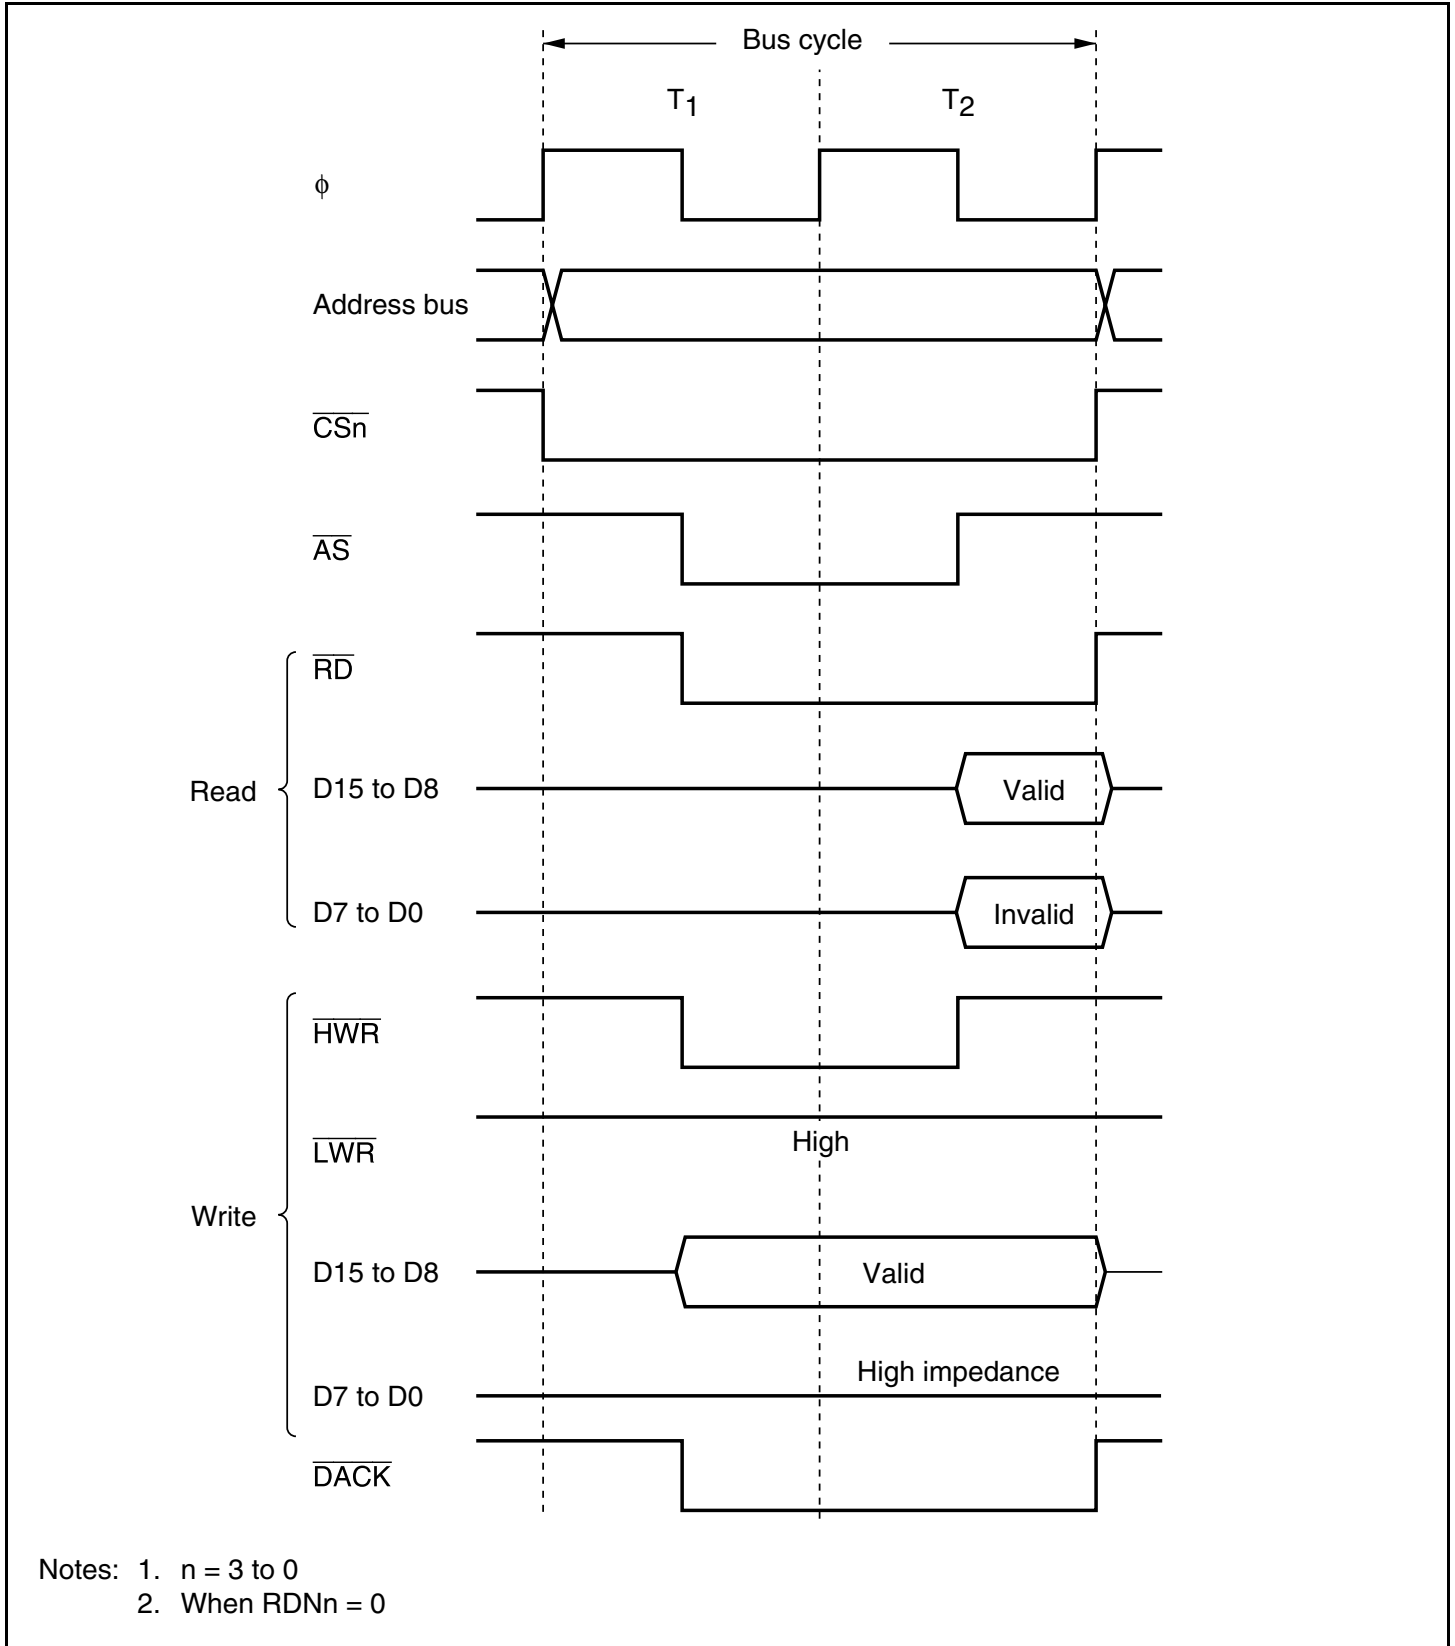 Bus cycle
T1
T2
ϕ
Address bus
CSn
AS
Read
RD
D15 to D8
Valid
D7 to D0
Invalid
Write
HWR
LWR
High
D15 to D8
Valid
High impedance
D7 to D0
DACK
Notes: 1. n = 3 to 0
2. When RDNn = 0